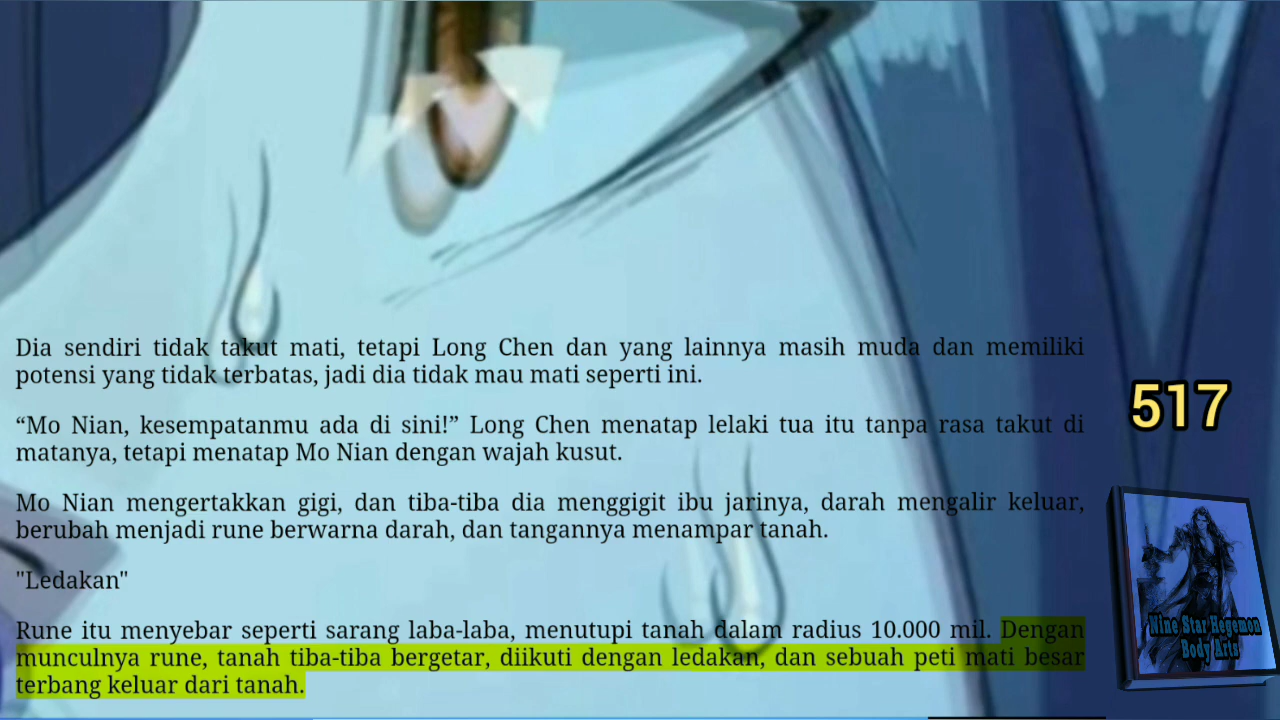 Dia sendiri tidak takut mati, tetapi Long Chen dan yang lainnya masih muda dan memiliki
potensi yang tidak terbatas, jadi dia tidak mau mati seperti ini.
“Mo Nian, kesempatanmu ada di sini!” Long Chen menatap lelaki tua itu tanpa rasa takut di
matanya, tetapi menatap Mo Nian dengan wajah kusut.
Mo Nian mengertakkan gigi, dan tiba-tiba dia menggigit ibu jarinya, darah mengalir keluar,
berubah menjadi rune berwarna darah, dan tangannya menampar tanah.
"Ledakan"
Rune itu menyebar seperti sarang laba-laba, menutupi tanah dalam radius 10.000 mil. Dengan
munculnya rune, tanah tiba-tiba bergetar, diikuti dengan ledakan, dan sebuah peti mati besar
terbang keluar dari tanah.
517
Nine Star Hegemon
Body Arts